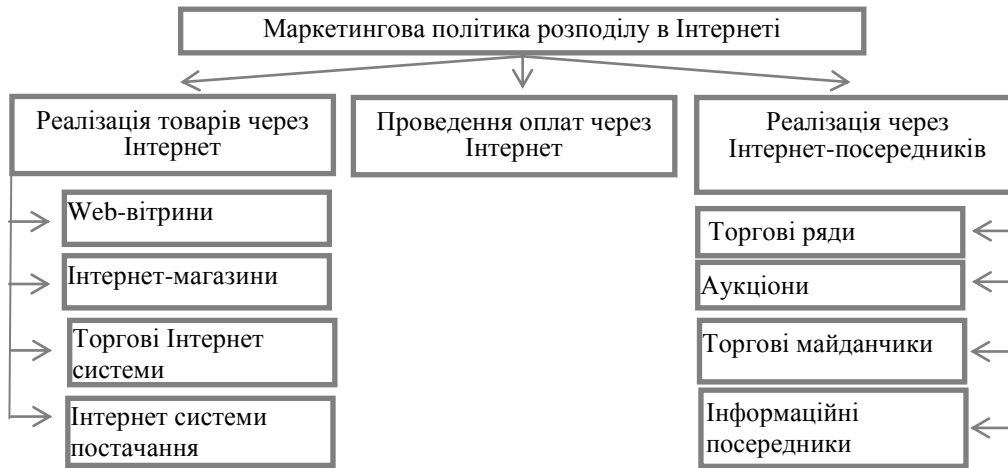 Маркетингова політика розподілу в Інтернеті
Реалізація товарів через
Інтернет
Проведення оплат через
Інтернет
Реалізація через
Інтернет-посередників
Web-вітрини
Інтернет-магазини
Торгові Інтернет
системи
Інтернет системи
постачання
Торгові ряди
Аукціони
Торгові майданчики
Інформаційні
посередники